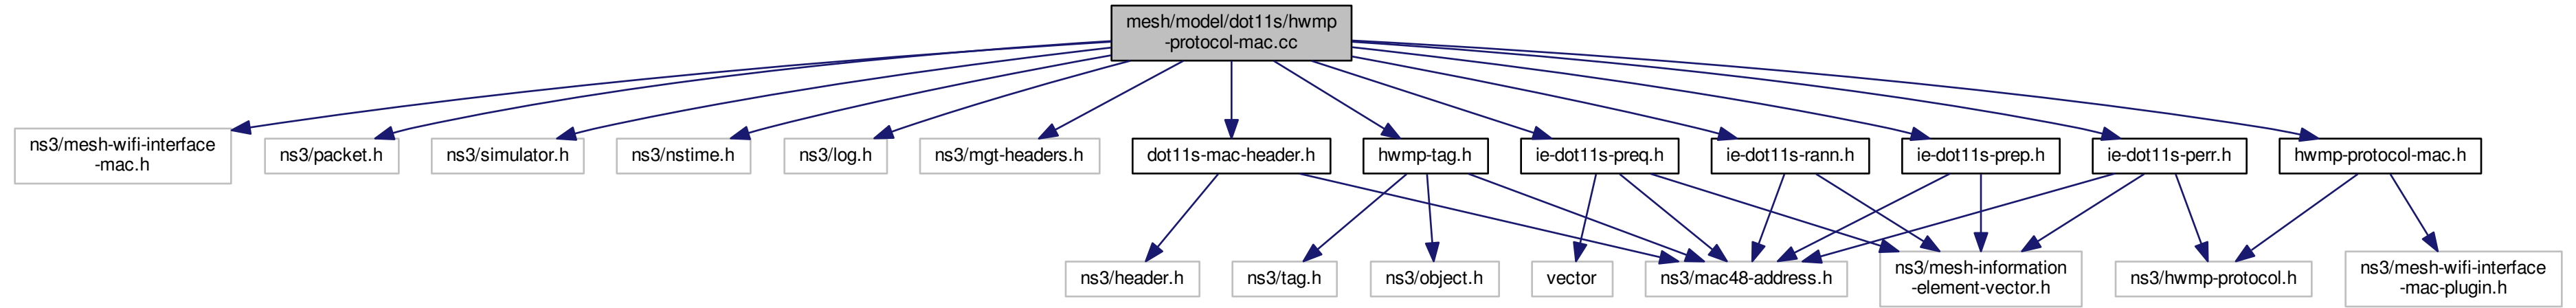 mesh/model/dot11s/hwmp
-protocol-mac.cc
ns3/mesh-wifi-interface
-mac.h
ns3/packet.h
ns3/simulator.h
ns3/nstime.h
ns3/log.h
ns3/mgt-headers.h
dot11s-mac-header.h
hwmp-tag.h
ie-dot11s-preq.h
ie-dot11s-rann.h
ie-dot11s-prep.h
ie-dot11s-perr.h
hwmp-protocol-mac.h
ns3/header.h
ns3/tag.h
ns3/object.h
vector
ns3/mac48-address.h
ns3/mesh-information
-element-vector.h
ns3/hwmp-protocol.h
ns3/mesh-wifi-interface
-mac-plugin.h